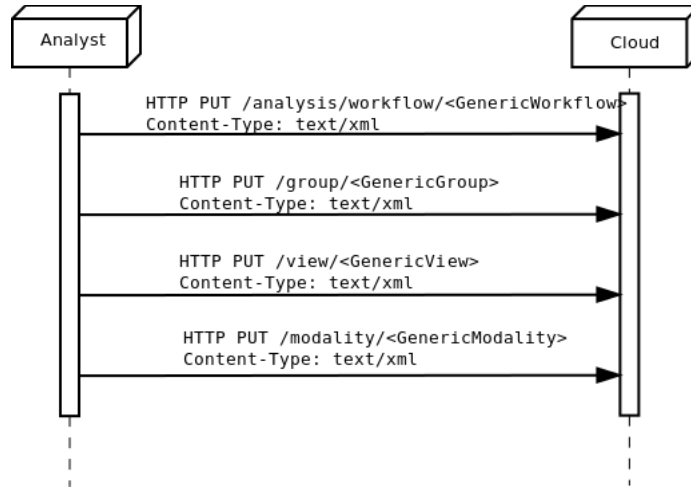 Analyst
Cloud
HTTP PUT /analysis/workflow/<GenericWorkflow>
Content-Type: text/xml
HTTP PUT /group/<GenericGroup>
Content-Type: text/xml
HTTP PUT /view/<GenericView>
Content-Type: text/xml
HTTP PUT /modality/<GenericModality>
Content-Type: text/xml